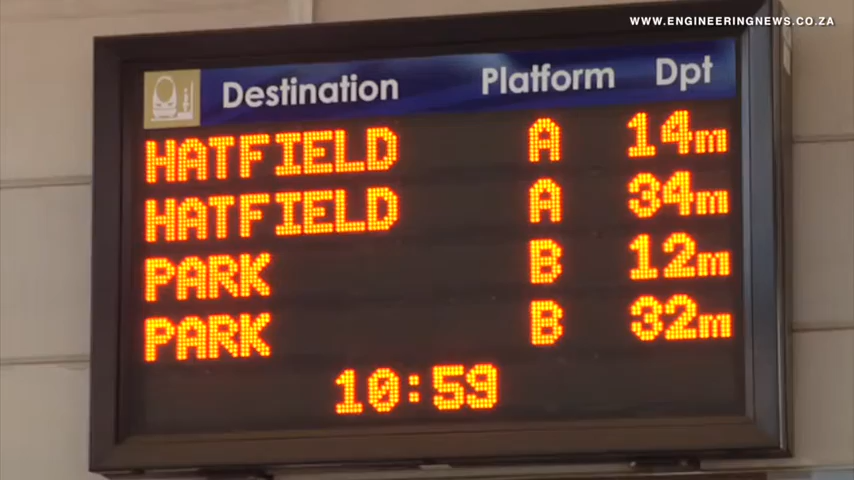 WWW.ENGINEERINGNEWS.CO.ZA
Destination Platform Dpt
HATFIELD A 14m
HATFIELD A 34m
PARK B 12m
PARK B 32m
10:59